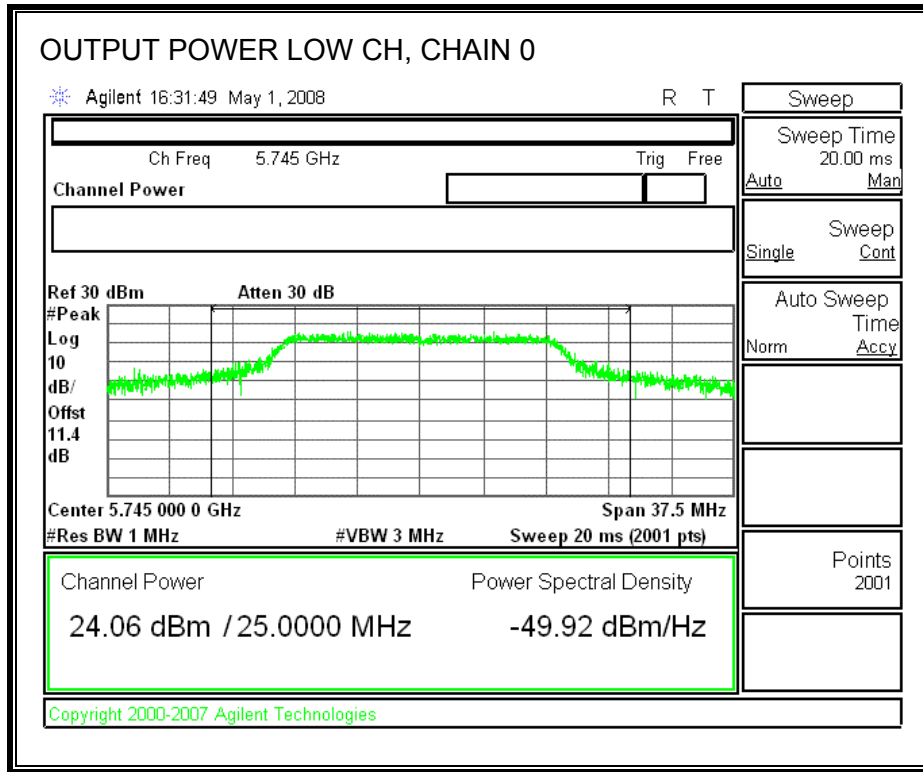 OUTPUT POWER LOW CH, CHAIN 0
Agilent 16:31:49 May 1, 2008 R T
Sweep
Ch Freq 5.745 GHz Trig Free
Channel Power
Sweep Time
20.00 ms
Auto Man
Sweep
Single Cont
Auto Sweep
Time
Norm Accy
Ref 30 dBm Atten 30 dB
#Peak
Log
10
dB/
Offst
11.4
dB
Center 5.745 000 0 GHz Span 37.5 MHz
#Res BW 1 MHz #VBW 3 MHz Sweep 20 ms (2001 pts)
Points
2001
Channel Power Power Spectral Density
24.06 dBm / 25.0000 MHz -49.92 dBm/Hz
Copyright 2000-2007 Agilent Technologies